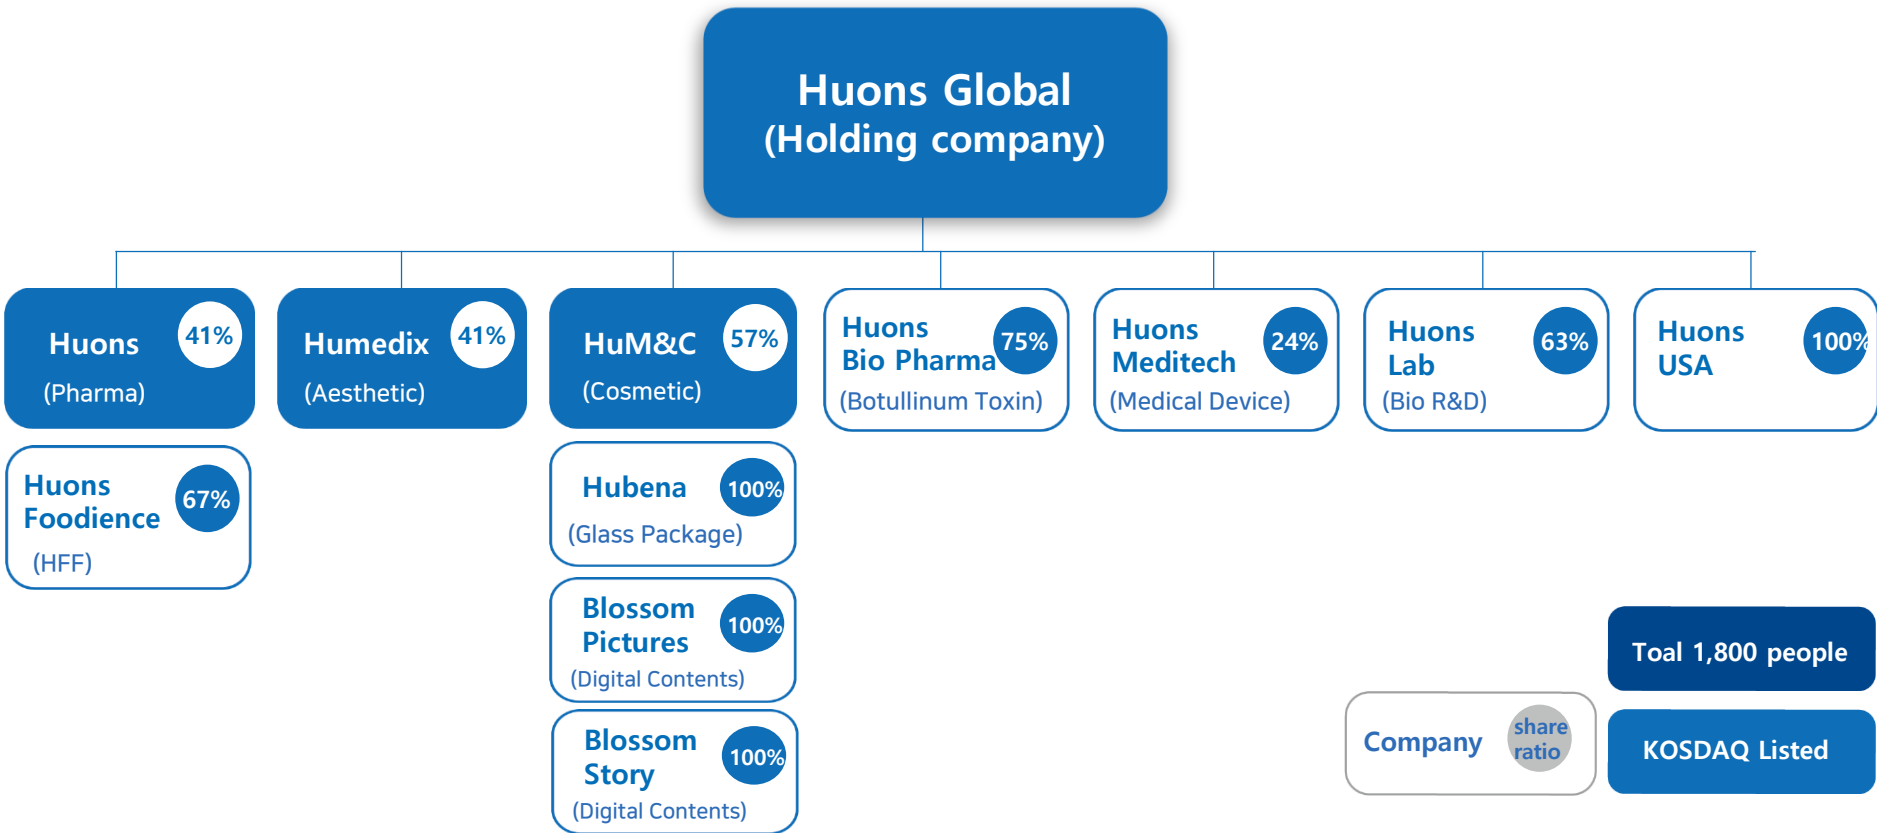 Huons Global
(Holding company)
Huons
41%
(Pharma)
Humedix
41%
(Aesthetic)
HuM&C
57%
(Cosmetic)
Huons
Bio Pharma
75%
(Botullinum Toxin)
Huons
Meditech
24%
(Medical Device)
Huons
Lab
63%
(Bio R&D)
Huons
USA
100%
Huons
Foodience
67%
(HFF)
Hubena
100%
(Glass Package)
Blossom
Pictures
100%
(Digital Contents)
Blossom
Story
100%
(Digital Contents)
Toal 1,800 people
Company
share
ratio
KOSDAQ Listed